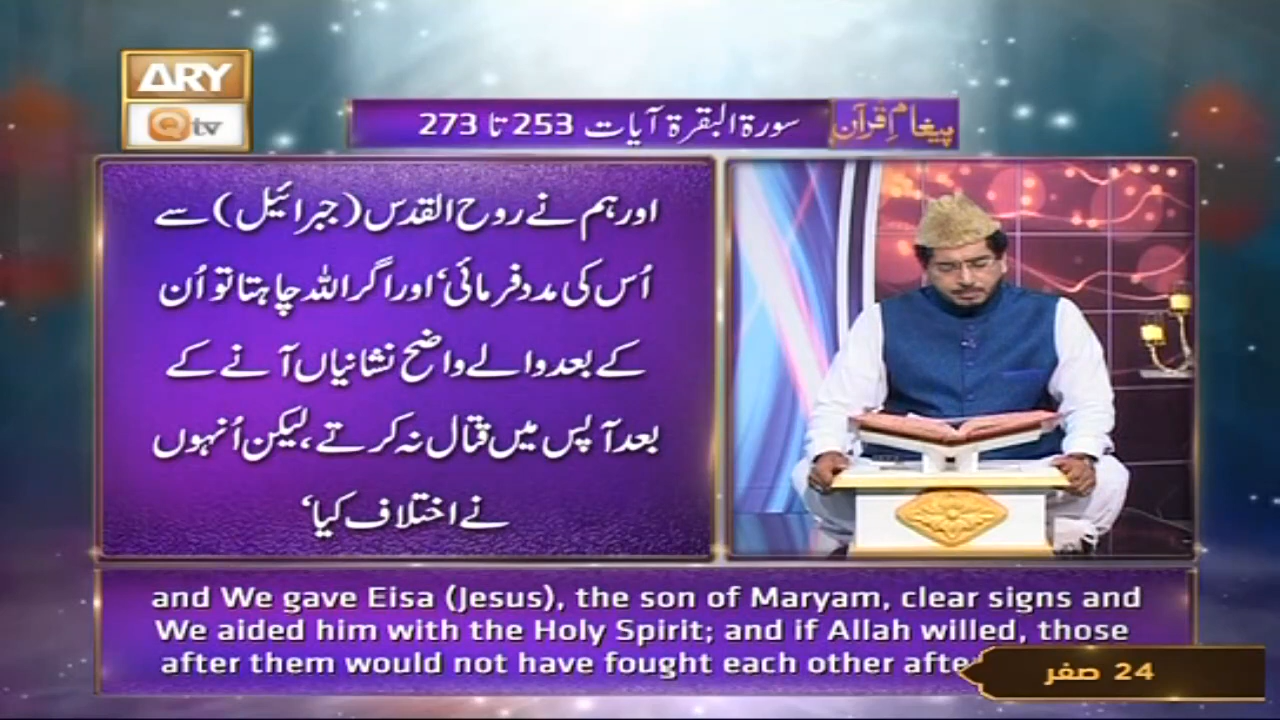 ARY
Qtv
پیغامِ قرآن
سورۃ البقرۃ آیات 253 تا 273
اور ہم نے روح القدس (جبرائیل) سے
اُس کی مدد فرمائی، اور اگر اللہ چاہتا تو اُن
کے بعد والے واضح نشانیاں آنے کے
بعد آپس میں قتال نہ کرتے، لیکن اُنہوں
نے اختلاف کیا،
and We gave Eisa (Jesus), the son of Maryam, clear signs and
We aided him with the Holy Spirit; and if Allah willed, those
after them would not have fought each other afte
24 صفر